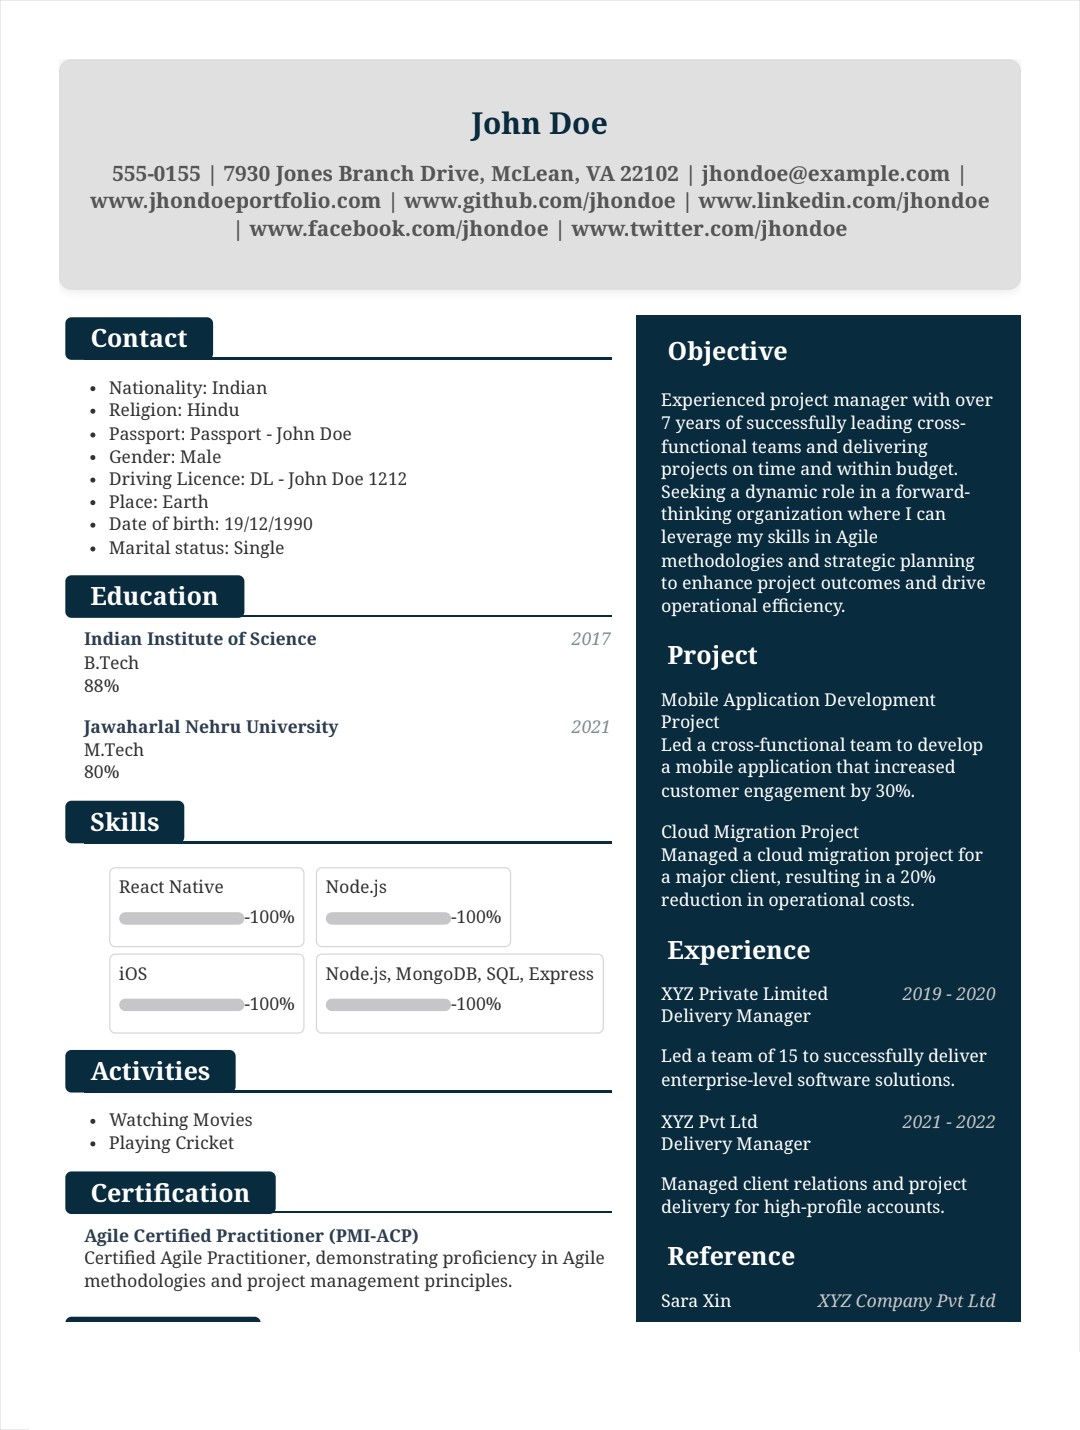 John Doe
555-0155 | 7930 Jones Branch Drive, McLean, VA 22102 | jhondoe@example.com |
www.jhondoeportfolio.com | www.github.com/jhondoe | www.linkedin.com/jhondoe
| www.facebook.com/jhondoe | www.twitter.com/jhondoe
Contact
• Nationality: Indian
• Religion: Hindu
• Passport: Passport - John Doe
• Gender: Male
• Driving Licence: DL - John Doe 1212
• Place: Earth
• Date of birth: 19/12/1990
• Marital status: Single
Education
Indian Institute of Science 2017
B.Tech
88%
Jawaharlal Nehru University 2021
M.Tech
80%
Skills
React Native
-100%
Node.js
-100%
iOS
-100%
Node.js, MongoDB, SQL, Express
-100%
Activities
• Watching Movies
• Playing Cricket
Certification
Agile Certified Practitioner (PMI-ACP)
Certified Agile Practitioner, demonstrating proficiency in Agile
methodologies and project management principles.
Objective
Experienced project manager with over
7 years of successfully leading cross-
functional teams and delivering
projects on time and within budget.
Seeking a dynamic role in a forward-
thinking organization where I can
leverage my skills in Agile
methodologies and strategic planning
to enhance project outcomes and drive
operational efficiency.
Project
Mobile Application Development
Project
Led a cross-functional team to develop
a mobile application that increased
customer engagement by 30%.
Cloud Migration Project
Managed a cloud migration project for
a major client, resulting in a 20%
reduction in operational costs.
Experience
XYZ Private Limited 2019 - 2020
Delivery Manager
Led a team of 15 to successfully deliver
enterprise-level software solutions.
XYZ Pvt Ltd 2021 - 2022
Delivery Manager
Managed client relations and project
delivery for high-profile accounts.
Reference
Sara Xin XYZ Company Pvt Ltd